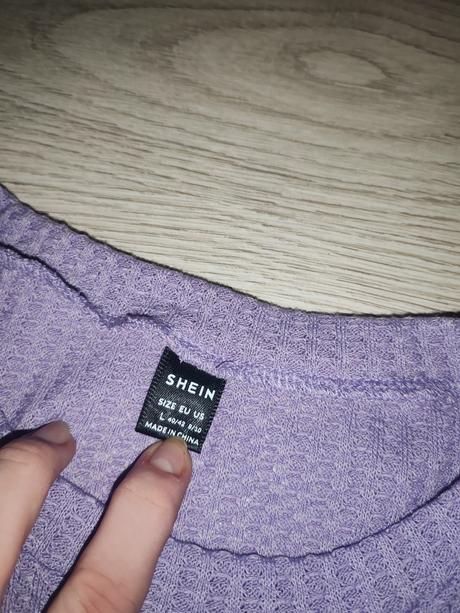 SHEIN
SIZE EU US
L 40/42 8/10
MADE IN CHINA